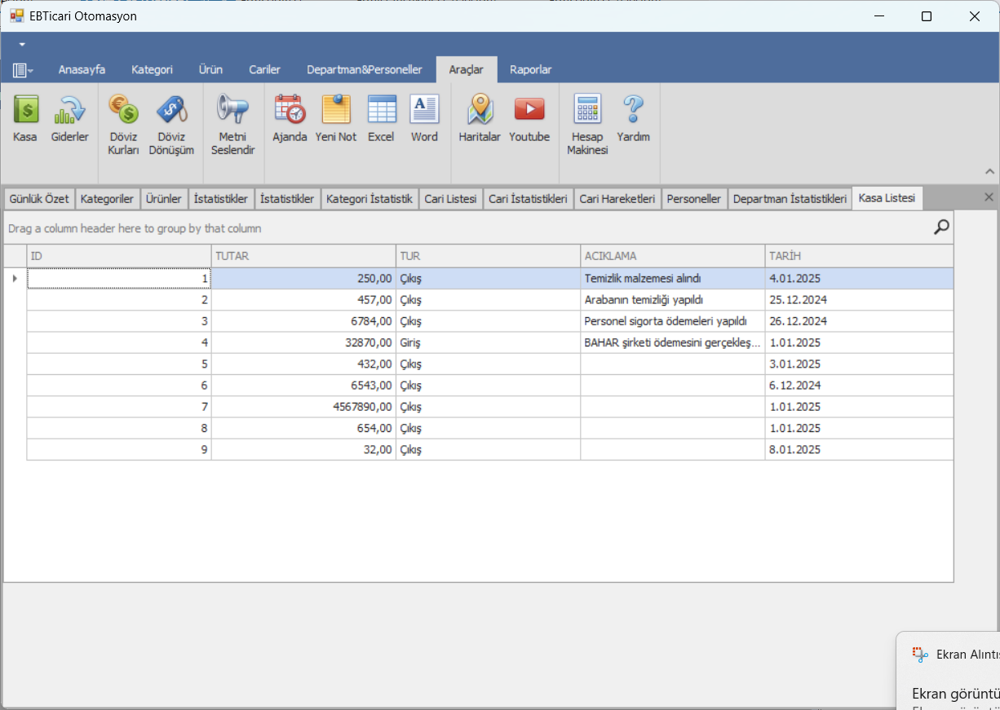 EBTicari Otomasyon
Anasayfa Kategori Ürün Cariler Departman&Personeller Araçlar Raporlar
Kasa Giderler Döviz Kurları Döviz Dönüşüm Metni Seslendir Ajanda Yeni Not Excel Word Haritalar Youtube Hesap Makinesi Yardım
Günlük Özet Kategoriler Ürünler İstatistikler İstatistikler Kategori İstatistik Cari Listesi Cari İstatistikleri Cari Hareketleri Personeller Departman İstatistikleri Kasa Listesi
Drag a column header here to group by that column
ID TUTAR TUR ACIKLAMA TARİH
1 250,00 Çıkış Temizlik malzemesi alındı 4.01.2025
2 457,00 Çıkış Arabanın temizliği yapıldı 25.12.2024
3 6784,00 Çıkış Personel sigorta ödemeleri yapıldı 26.12.2024
4 32870,00 Giriş BAHAR şirketi ödemesini gerçekleş... 1.01.2025
5 432,00 Çıkış 3.01.2025
6 6543,00 Çıkış 6.12.2024
7 4567890,00 Çıkış 1.01.2025
8 654,00 Çıkış 1.01.2025
9 32,00 Çıkış 8.01.2025
Ekran Alıntıs
Ekran görüntü